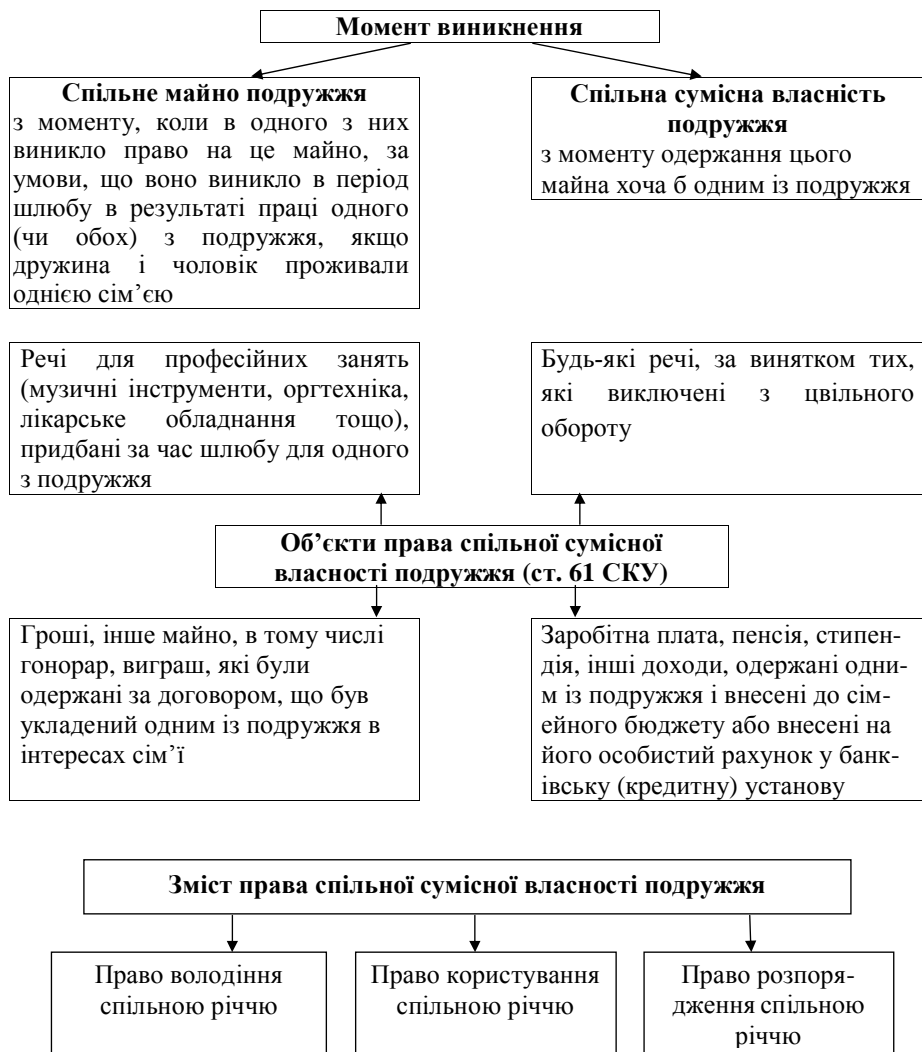 Момент виникнення
Спільне майно подружжя
з моменту, коли в одного з них
виникло право на це майно, за
умови, що воно виникло в період
шлюбу в результаті праці одного
(чи обох) з подружжя, якщо
дружина і чоловік проживали
однією сім’єю
Спільна сумісна власність
подружжя
з моменту одержання цього
майна хоча б одним із подружжя
Речі для професійних занять
(музичні інструменти, оргтехніка,
лікарське обладнання тощо),
придбані за час шлюбу для одного
з подружжя
Будь-які речі, за винятком тих,
які виключені з цвільного
обороту
Об’єкти права спільної сумісної
власності подружжя (ст. 61 СКУ)
Гроші, інше майно, в тому числі
гонорар, виграш, які були
одержані за договором, що був
укладений одним із подружжя в
інтересах сім’ї
Заробітна плата, пенсія, стипен-
дія, інші доходи, одержані одни-
м із подружжя і внесені до сім-
ейного бюджету або внесені на
його особистий рахунок у банк-
івську (кредитну) установу
Зміст права спільної сумісної власності подружжя
Право володіння
спільною річчю
Право користування
спільною річчю
Право розпоря-
дження спільною
річчю